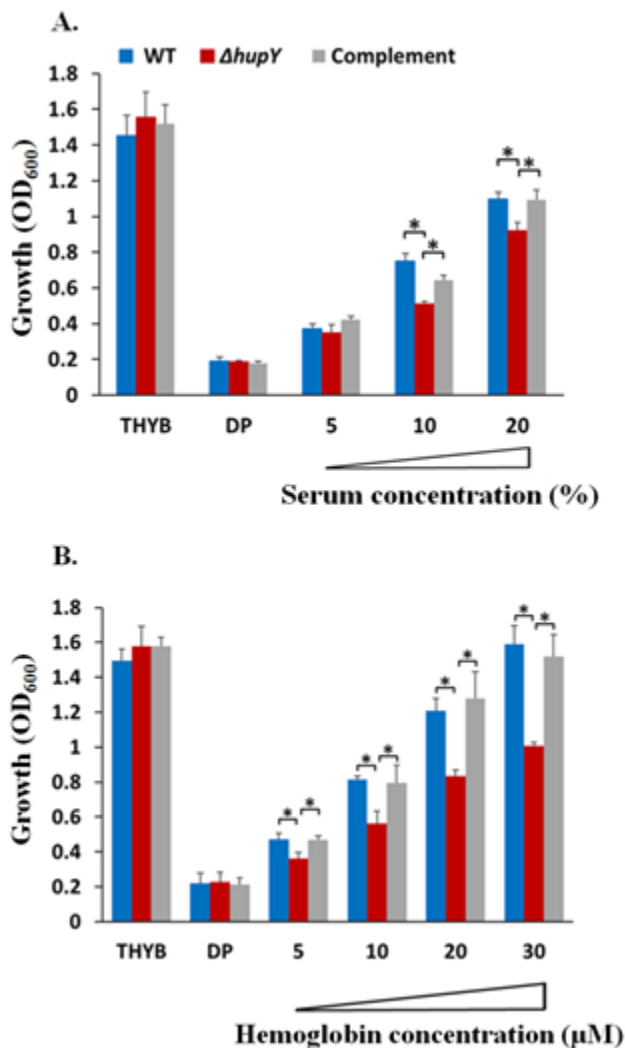 A.
WT ΔhupY Complement
1.8
1.6
1.4
1.2
1
0.8
0.6
0.4
0.2
0
Growth (OD600)
* * * *
THYB DP 5 10 20
Serum concentration (%)
B.
1.8
1.6
1.4
1.2
1
0.8
0.6
0.4
0.2
0
Growth (OD600)
* * * * * * * *
THYB DP 5 10 20 30
Hemoglobin concentration (μM)